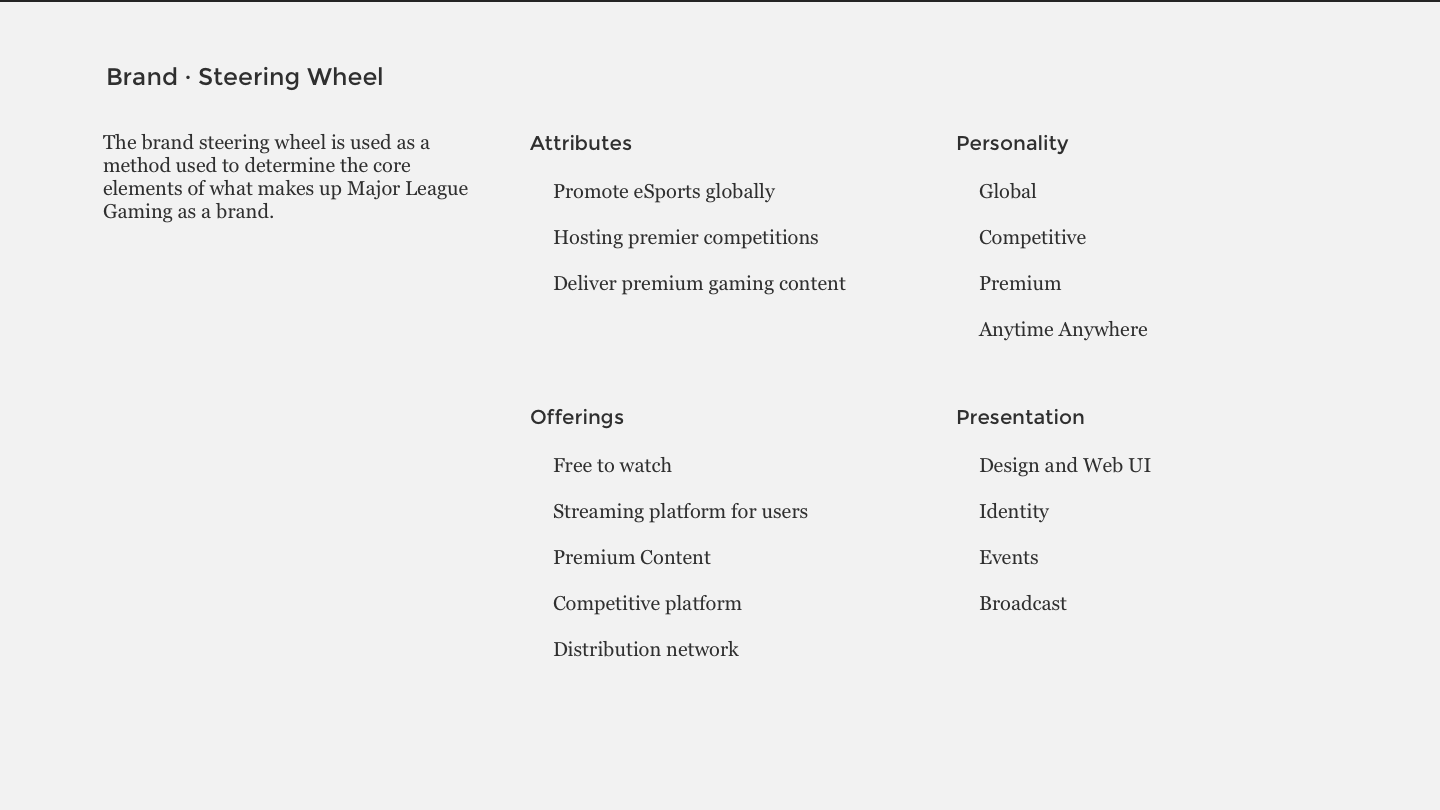 Brand · Steering Wheel
The brand steering wheel is used as a
method used to determine the core
elements of what makes up Major League
Gaming as a brand.
Attributes
Promote eSports globally
Hosting premier competitions
Deliver premium gaming content
Personality
Global
Competitive
Premium
Anytime Anywhere
Offerings
Free to watch
Streaming platform for users
Premium Content
Competitive platform
Distribution network
Presentation
Design and Web UI
Identity
Events
Broadcast